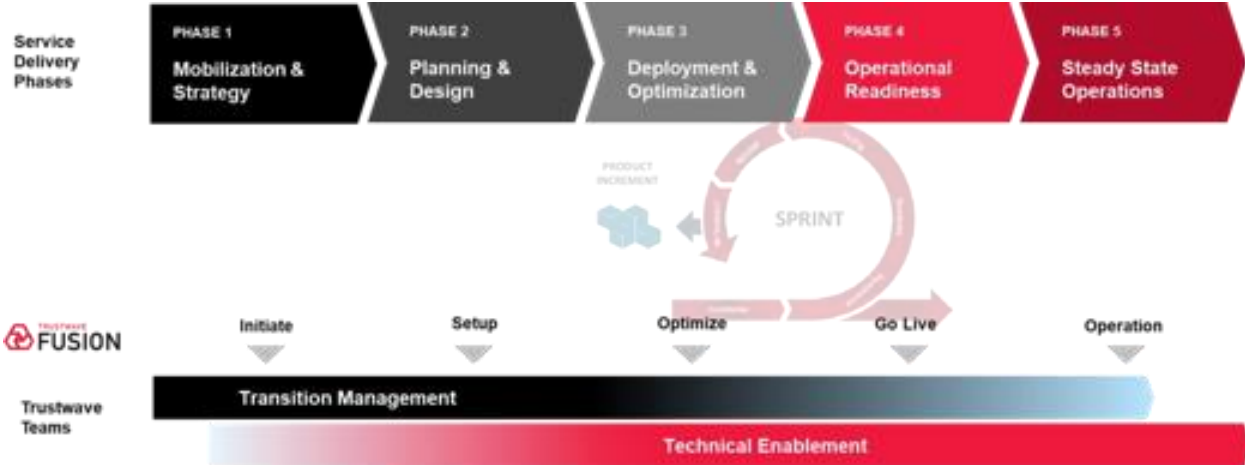 Service
Delivery
Phases
PHASE 1
Mobilization &
Strategy
PHASE 2
Planning &
Design
PHASE 3
Deployment &
Optimization
PHASE 4
Operational
Readiness
PHASE 5
Steady State
Operations
PRODUCT
INCREMENT
SPRINT
TRUSTWAVE
FUSION
Initiate
Setup
Optimize
Go Live
Operation
Trustwave
Teams
Transition Management
Technical Enablement